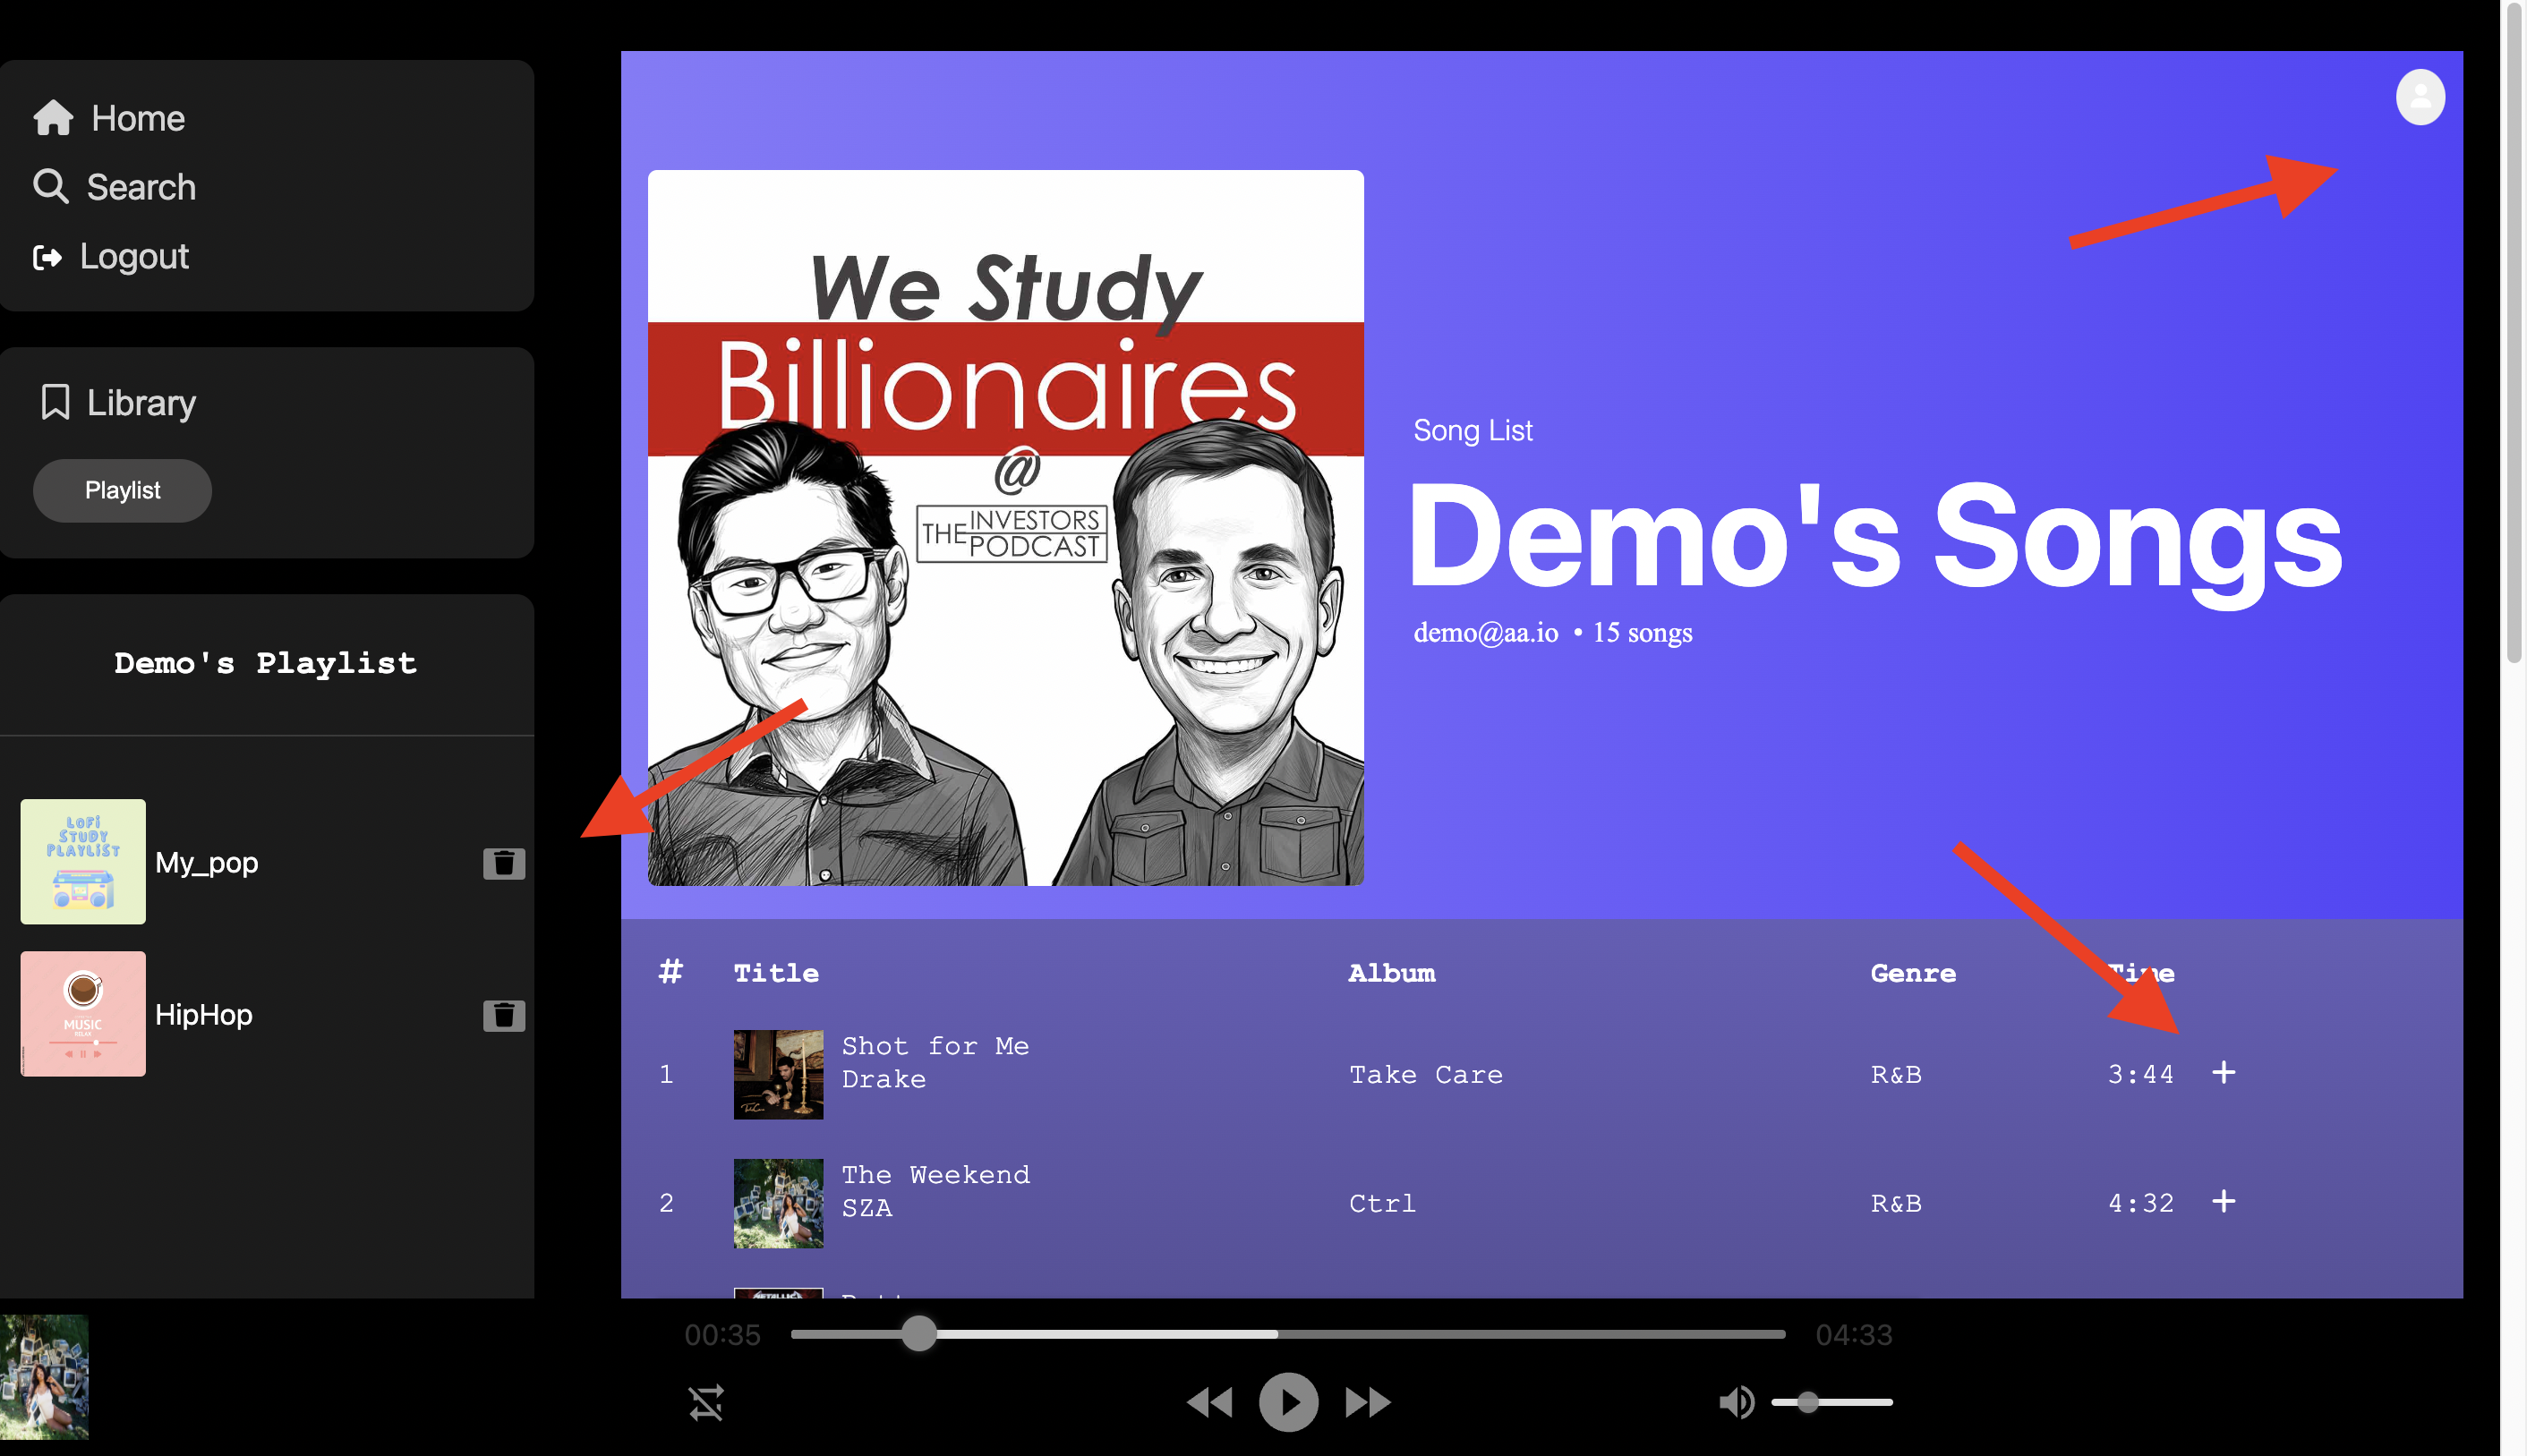 Home
Search
Logout
Library
Playlist
Demo's Playlist
LOFI
STUDY
PLAYLIST
My_pop
MUSIC
RELAX
HipHop
We Study
Billionaires
@
THE INVESTORS
PODCAST
Song List
Demo's Songs
demo@aa.io • 15 songs
# Title Album Genre Time
1 Shot for Me Take Care R&B 3:44 +
Drake
2 The Weekend Ctrl R&B 4:32 +
SZA
METALLICA
00:35 04:33